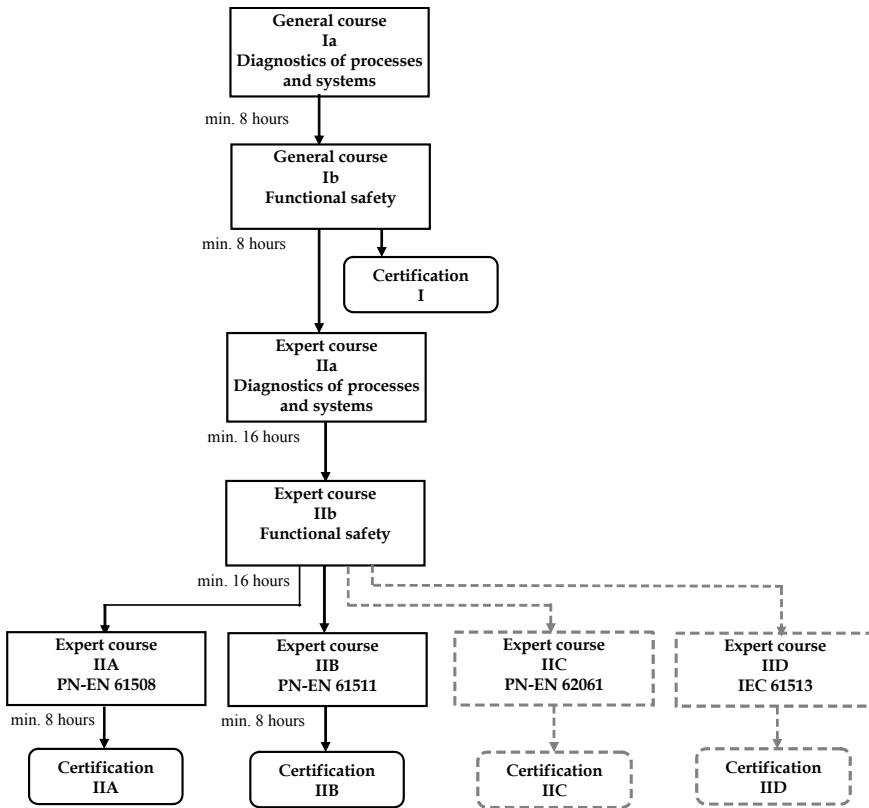 General course
Ia
Diagnostics of processes
and systems
min. 8 hours
General course
Ib
Functional safety
min. 8 hours
Certification
I
Expert course
IIa
Diagnostics of processes
and systems
min. 16 hours
Expert course
IIb
Functional safety
min. 16 hours
Expert course
IIA
PN-EN 61508
Expert course
IIB
PN-EN 61511
Expert course
IIC
PN-EN 62061
Expert course
IID
IEC 61513
min. 8 hours
min. 8 hours
Certification
IIA
Certification
IIB
Certification
IIC
Certification
IID